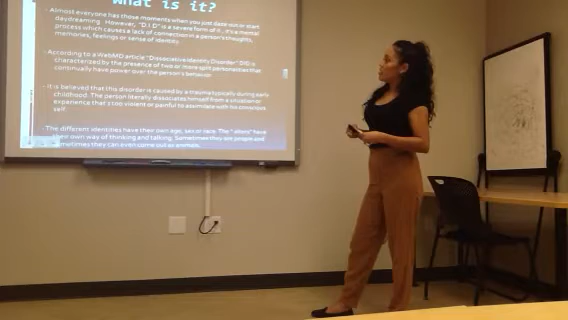 What is it?
- Almost everyone has those moments when you just daze out or start
daydreaming. However, "D.I.D" is a severe form of it, it's a mental
process which causes a lack of connection in a person's thoughts,
memories, feelings or sense of identity.
- According to a WebMD article "Dissociative Identity Disorder" "DID is
characterized by the presence of two or more split personalities that
continually have power over the person's behavior
- It is believed that this disorder is caused by a trauma typically during early
childhood. The person literally dissociates himself from a situation or
experience that's too violent or painful to assimilate with his conscious
self.
- The different identities have their own age, sex or race. The "alters" have
their own way of thinking and talking. Sometimes they are people and
sometimes they can even come out as animals.